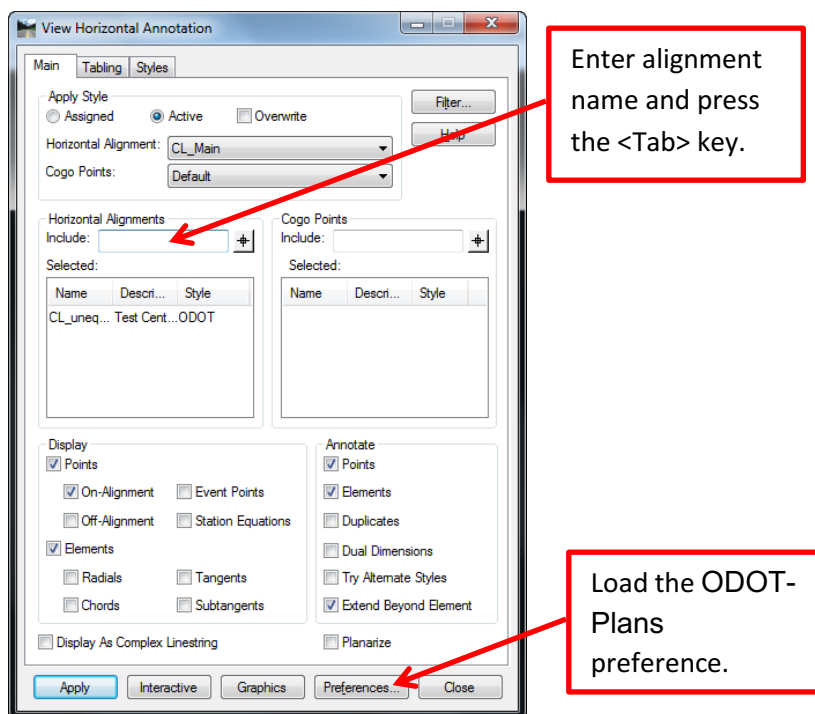 View Horizontal Annotation
Main Tabling Styles
Apply Style
Assigned Active Overwrite
Filter...
Horizontal Alignment: CL_Main
Help
Cogo Points: Default
Horizontal Alignments
Include:
Selected:
Name Descri... Style
CL_uneq... Test Cent...ODOT
Cogo Points
Include:
Selected:
Name Descri... Style
Display
Points
On-Alignment Event Points
Off-Alignment Station Equations
Elements
Radials Tangents
Chords Subtangents
Annotate
Points
Elements
Duplicates
Dual Dimensions
Try Alternate Styles
Extend Beyond Element
Display As Complex Linestring Planarize
Apply Interactive Graphics Preferences... Close
Enter alignment
name and press
the <Tab> key.
Load the ODOT-
Plans
preference.